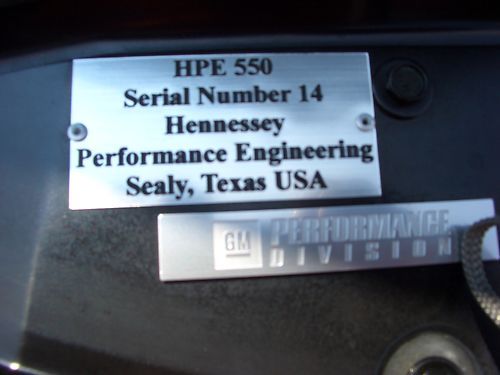 HPE 550
Serial Number 14
Hennessey
Performance Engineering
Sealy, Texas USA
GM PERFORMANCE
DIVISION